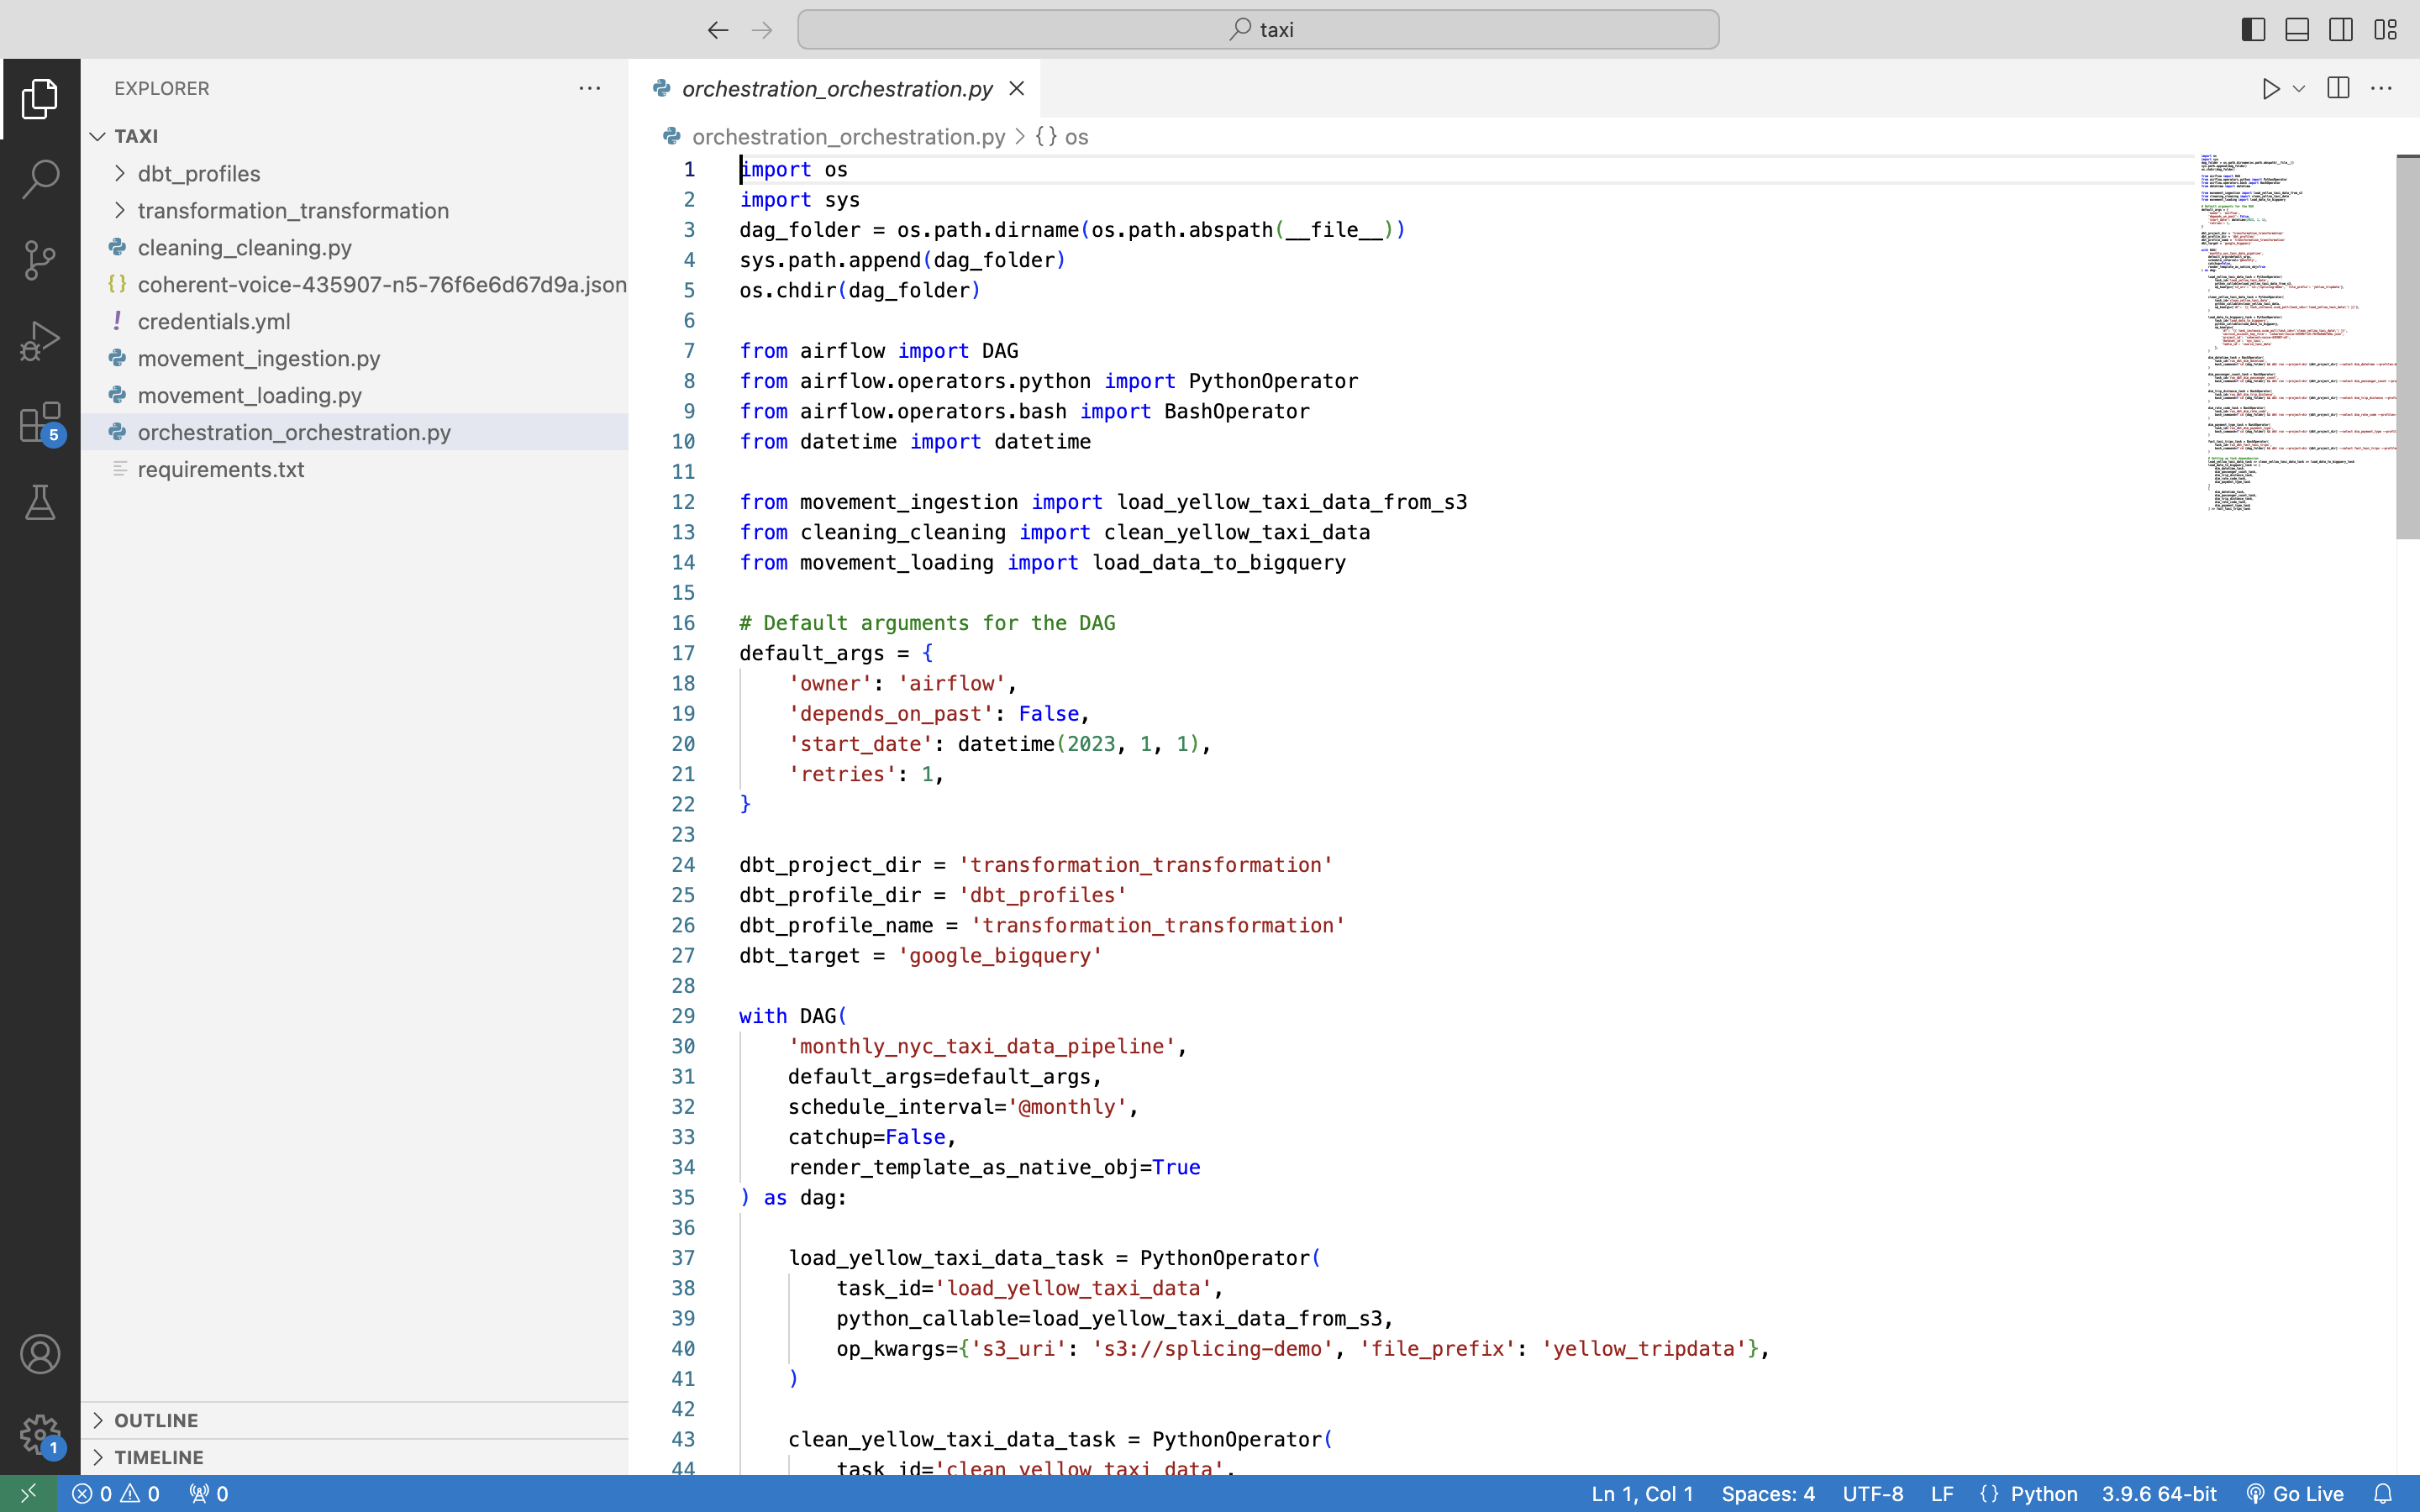 taxi
EXPLORER
TAXI
dbt_profiles
transformation_transformation
cleaning_cleaning.py
{} coherent-voice-435907-n5-76f6e6d67d9a.json
! credentials.yml
movement_ingestion.py
movement_loading.py
orchestration_orchestration.py
requirements.txt
OUTLINE
TIMELINE
5
1
orchestration_orchestration.py
orchestration_orchestration.py > {} os
1 import os
2 import sys
3 dag_folder = os.path.dirname(os.path.abspath(__file__))
4 sys.path.append(dag_folder)
5 os.chdir(dag_folder)
6
7 from airflow import DAG
8 from airflow.operators.python import PythonOperator
9 from airflow.operators.bash import BashOperator
10 from datetime import datetime
11
12 from movement_ingestion import load_yellow_taxi_data_from_s3
13 from cleaning_cleaning import clean_yellow_taxi_data
14 from movement_loading import load_data_to_bigquery
15
16 # Default arguments for the DAG
17 default_args = {
18     'owner': 'airflow',
19     'depends_on_past': False,
20     'start_date': datetime(2023, 1, 1),
21     'retries': 1,
22 }
23
24 dbt_project_dir = 'transformation_transformation'
25 dbt_profile_dir = 'dbt_profiles'
26 dbt_profile_name = 'transformation_transformation'
27 dbt_target = 'google_bigquery'
28
29 with DAG(
30     'monthly_nyc_taxi_data_pipeline',
31     default_args=default_args,
32     schedule_interval='@monthly',
33     catchup=False,
34     render_template_as_native_obj=True
35 ) as dag:
36
37     load_yellow_taxi_data_task = PythonOperator(
38         task_id='load_yellow_taxi_data',
39         python_callable=load_yellow_taxi_data_from_s3,
40         op_kwargs={'s3_uri': 's3://splicing-demo', 'file_prefix': 'yellow_tripdata'},
41     )
42
43     clean_yellow_taxi_data_task = PythonOperator(
44         task_id='clean_yellow_taxi_data',
0 0 0
Ln 1, Col 1 Spaces: 4 UTF-8 LF {} Python 3.9.6 64-bit Go Live